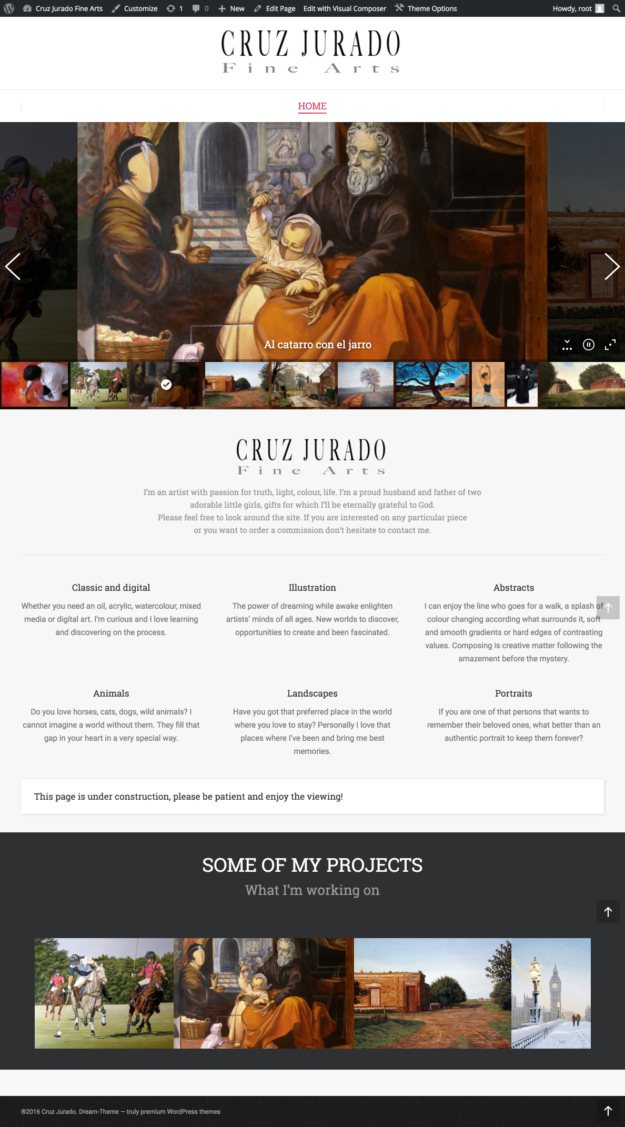 Cruz Jurado Fine Arts Customize 1 0 New Edit Page Edit with Visual Composer Theme Options Howdy, root
CRUZ JURADO
Fine Arts
HOME
Al catarro con el jarro
CRUZ JURADO
Fine Arts
I'm an artist with passion for truth, light, colour, life. I'm a proud husband and father of two
adorable little girls, gifts for which I'll be eternally grateful to God.
Please feel free to look around the site. If you are interested on any particular piece
or you want to order a commission don't hesitate to contact me.
Classic and digital
Whether you need an oil, acrylic, watercolour, mixed
media or digital art. I'm curious and I love learning
and discovering on the process.
Illustration
The power of dreaming while awake enlighten
artists' minds of all ages. New worlds to discover,
opportunities to create and been fascinated.
Abstracts
I can enjoy the line who goes for a walk, a splash of
colour changing according what surrounds it, soft
and smooth gradients or hard edges of contrasting
values. Composing is creative matter following the
amazement before the mystery.
Animals
Do you love horses, cats, dogs, wild animals? I
cannot imagine a world without them. They fill that
gap in your heart in a very special way.
Landscapes
Have you got that preferred place in the world
where you love to stay? Personally I love that
places where I've been and bring me best
memories.
Portraits
If you are one of that persons that wants to
remember their beloved ones, what better than an
authentic portrait to keep them forever?
This page is under construction, please be patient and enjoy the viewing!
SOME OF MY PROJECTS
What I'm working on
©2016 Cruz Jurado. Dream-Theme — truly premium WordPress themes